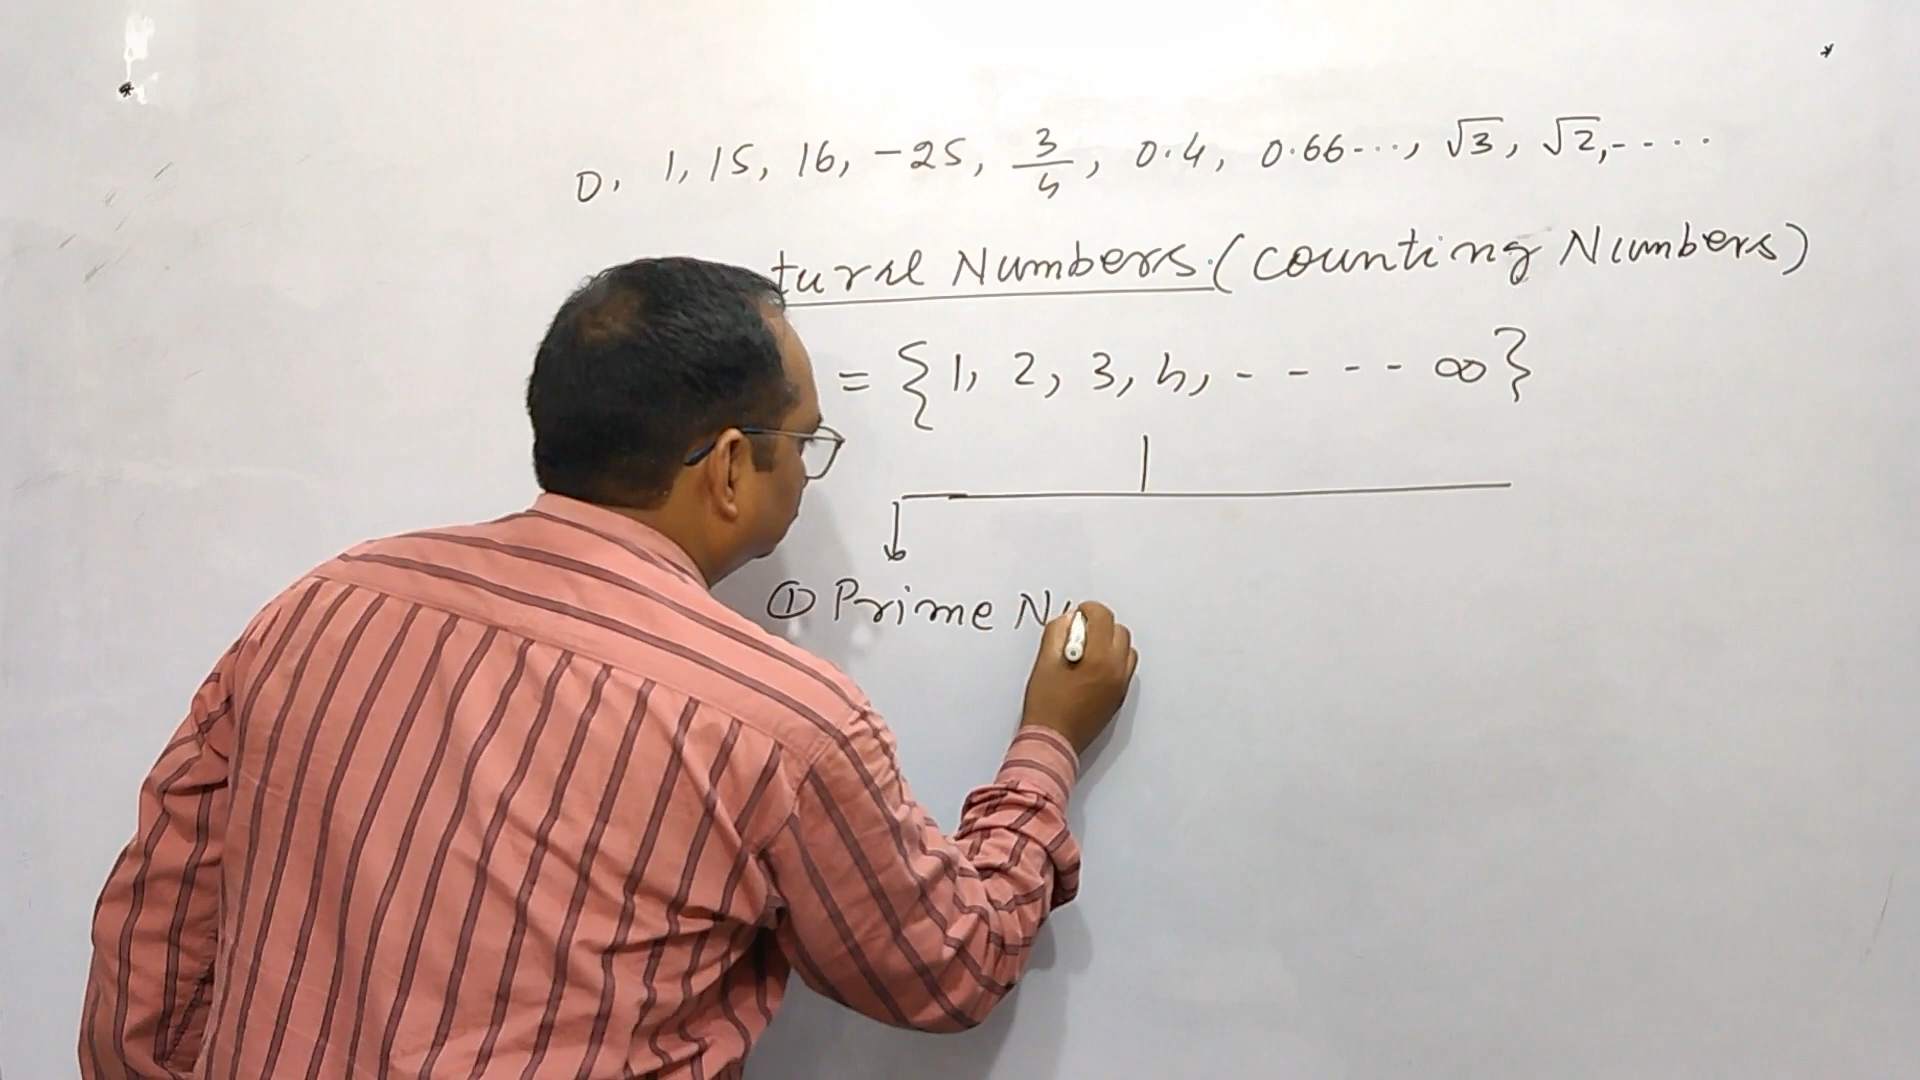 0, 1, 15, 16, -25, 3/4, 0.4, 0.66..., √3, √2, - - - .
tural Numbers. (Counting Numbers)
= {1, 2, 3, 4, - - - - ∞}
① Prime Nu